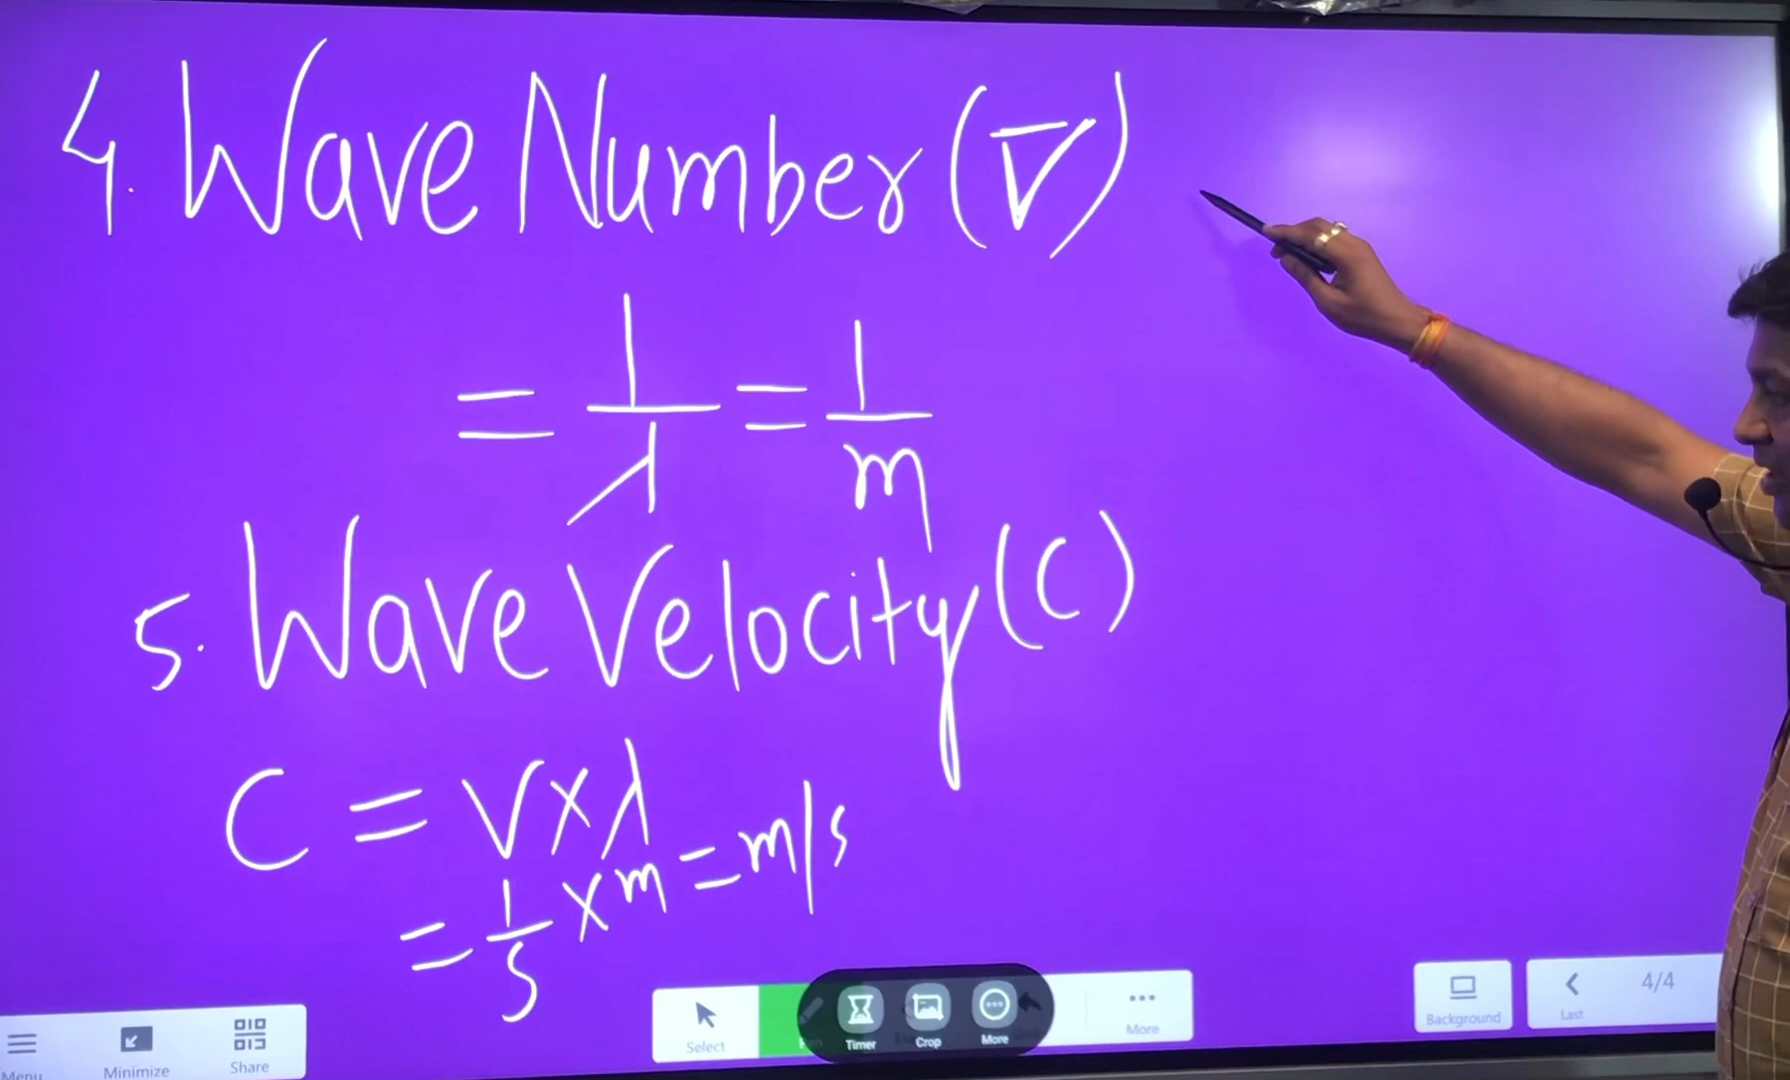 4. Wave Number (ν̅)
= 1/λ = 1/m
5. Wave Velocity (C)
C = ν × λ
= 1/s × m = m/s
Menu
Minimize
Share
Select
Timer
Crop
More
More
Background
Last
4/4